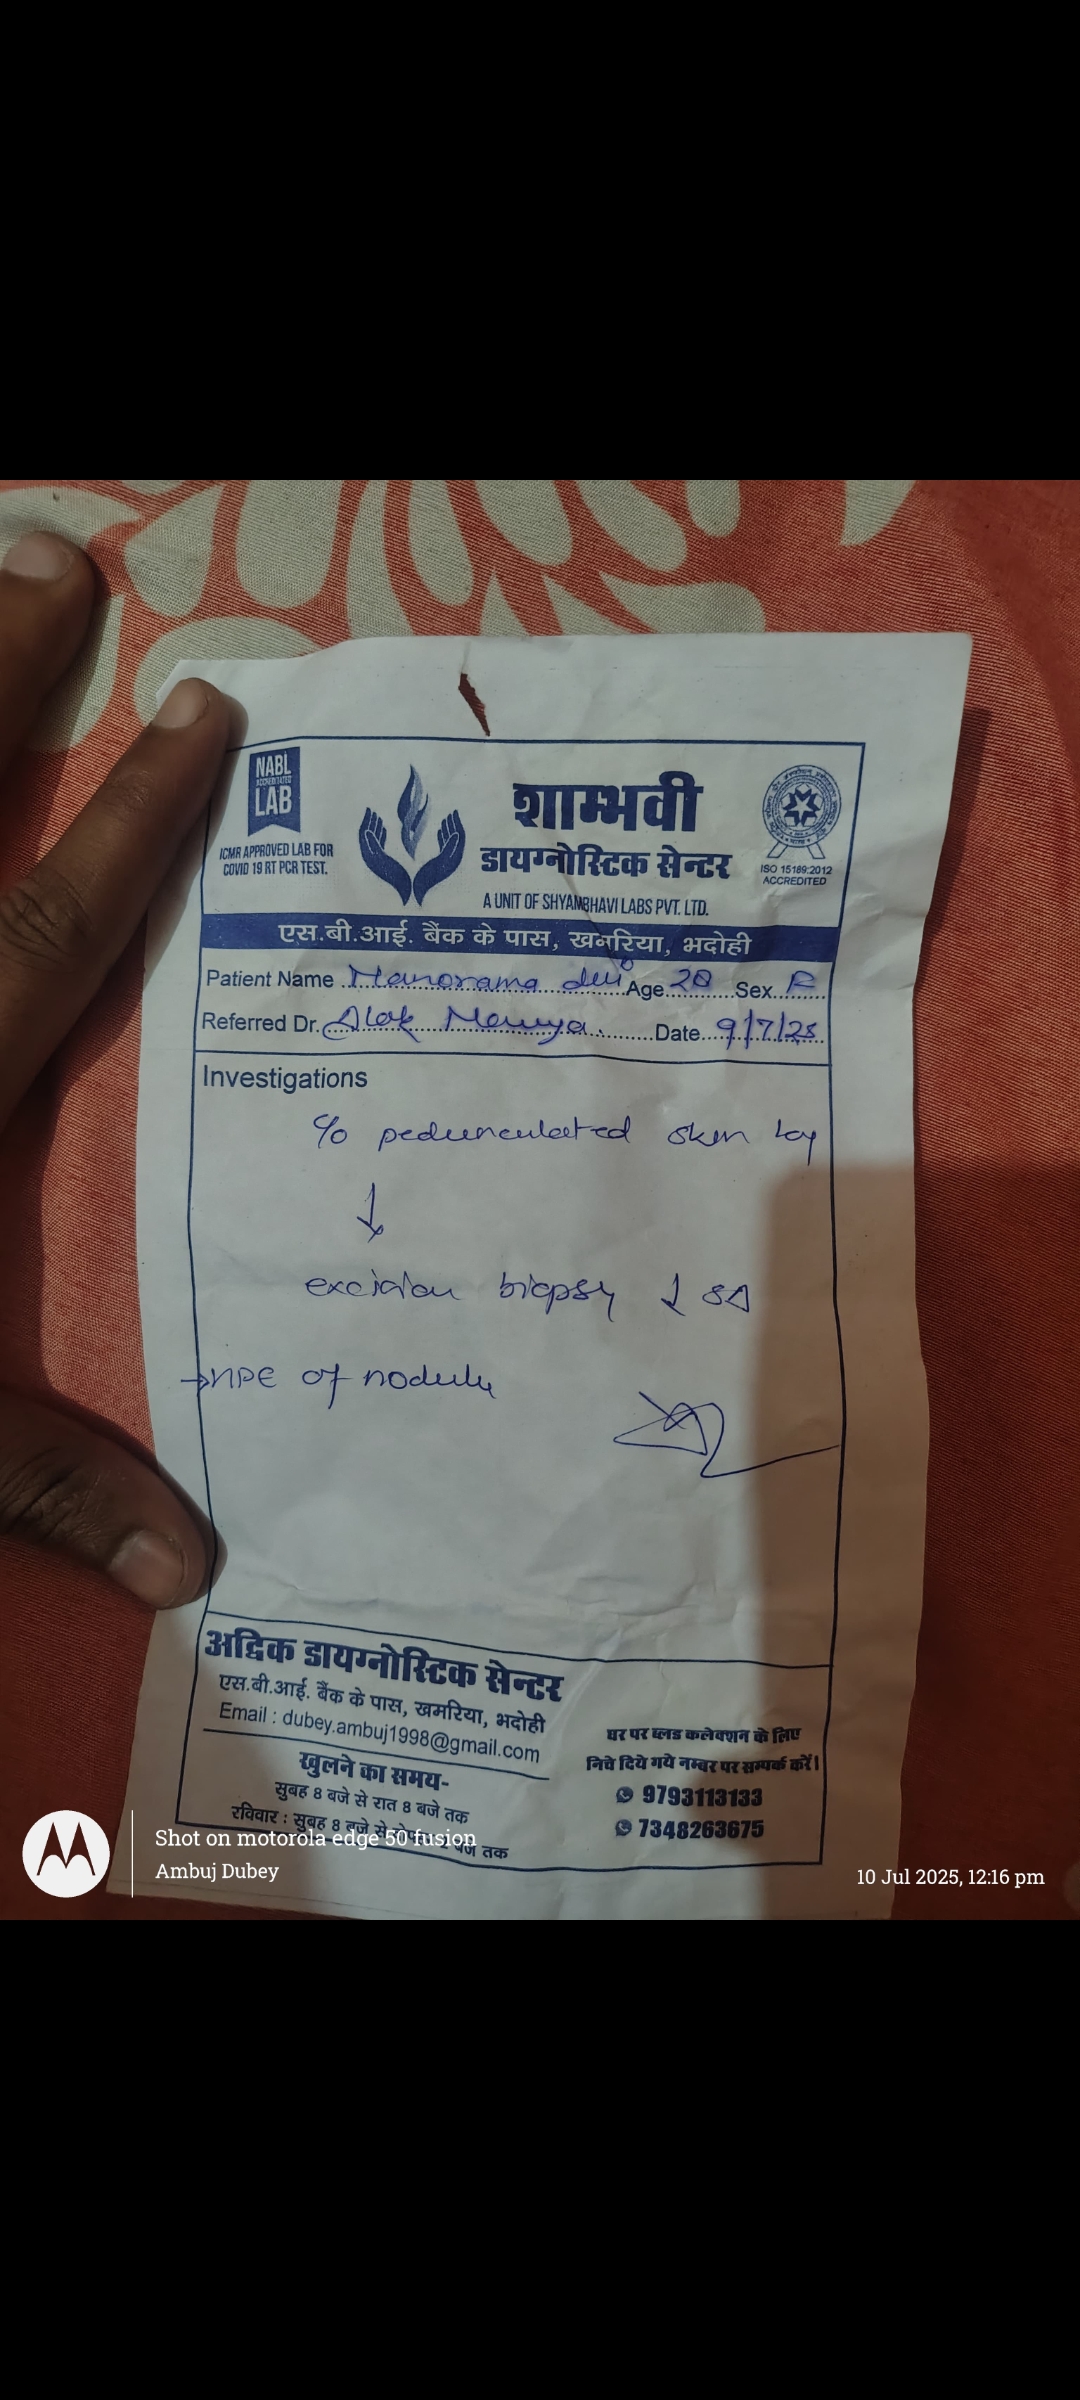 NABL
ACCREDITATED
LAB
ICMR APPROVED LAB FOR
COVID 19 RT PCR TEST.
शाम्भवी
डायग्नोस्टिक सेन्टर
A UNIT OF SHYAMBHAVI LABS PVT. LTD.
ISO 15189:2012
ACCREDITED
एस.बी.आई. बैंक के पास, खमरिया, भदोही
Patient Name Manorama devi Age 28 Sex F
Referred Dr. Alok Maurya. Date 9/7/25
Investigations
c/o pedunculated skin tag
↓
excision biopsy
→ HPE of nodule
अद्विक डायग्नोस्टिक सेन्टर
एस.बी.आई. बैंक के पास, खमरिया, भदोही
Email : dubey.ambuj1998@gmail.com
खुलने का समय-
सुबह 8 बजे से रात 8 बजे तक
रविवार : सुबह 8 बजे से बजे तक
घर पर ब्लड कलेक्शन के लिए
निचे दिये गये नम्बर पर सम्पर्क करें।
9793113133
7348263675
Shot on motorola edge 50 fusion
Ambuj Dubey
10 Jul 2025, 12:16 pm